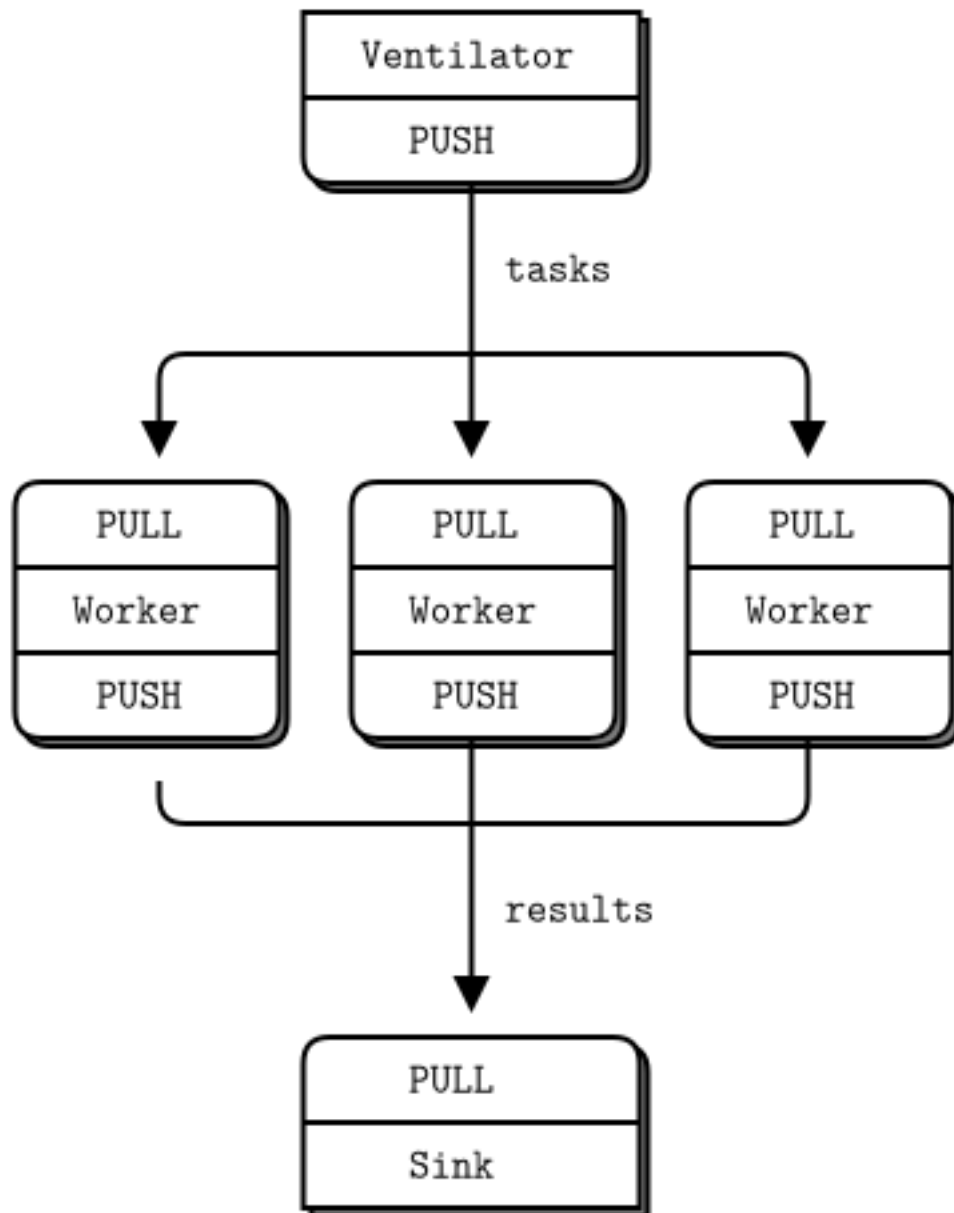 Ventilator
PUSH
tasks
PULL PULL PULL
Worker Worker Worker
PUSH PUSH PUSH
results
PULL
Sink